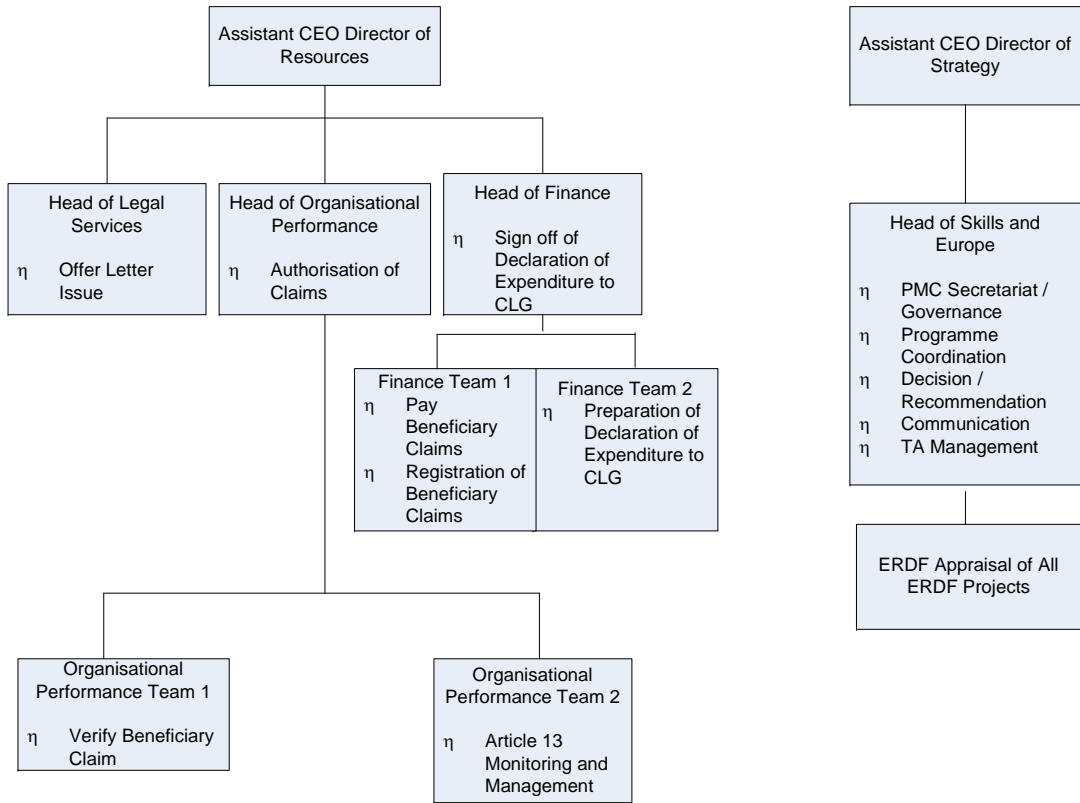 Assistant CEO Director of
Resources
Assistant CEO Director of
Strategy
Head of Legal
Services
η Offer Letter
Issue
Head of Organisational
Performance
η Authorisation of
Claims
Head of Finance
η Sign off of
Declaration of
Expenditure to
CLG
Head of Skills and
Europe
η PMC Secretariat /
Governance
η Programme
Coordination
η Decision /
Recommendation
η Communication
η TA Management
Finance Team 1
η Pay
Beneficiary
Claims
η Registration of
Beneficiary
Claims
Finance Team 2
η Preparation of
Declaration of
Expenditure to
CLG
ERDF Appraisal of All
ERDF Projects
Organisational
Performance Team 1
η Verify Beneficiary
Claim
Organisational
Performance Team 2
η Article 13
Monitoring and
Management